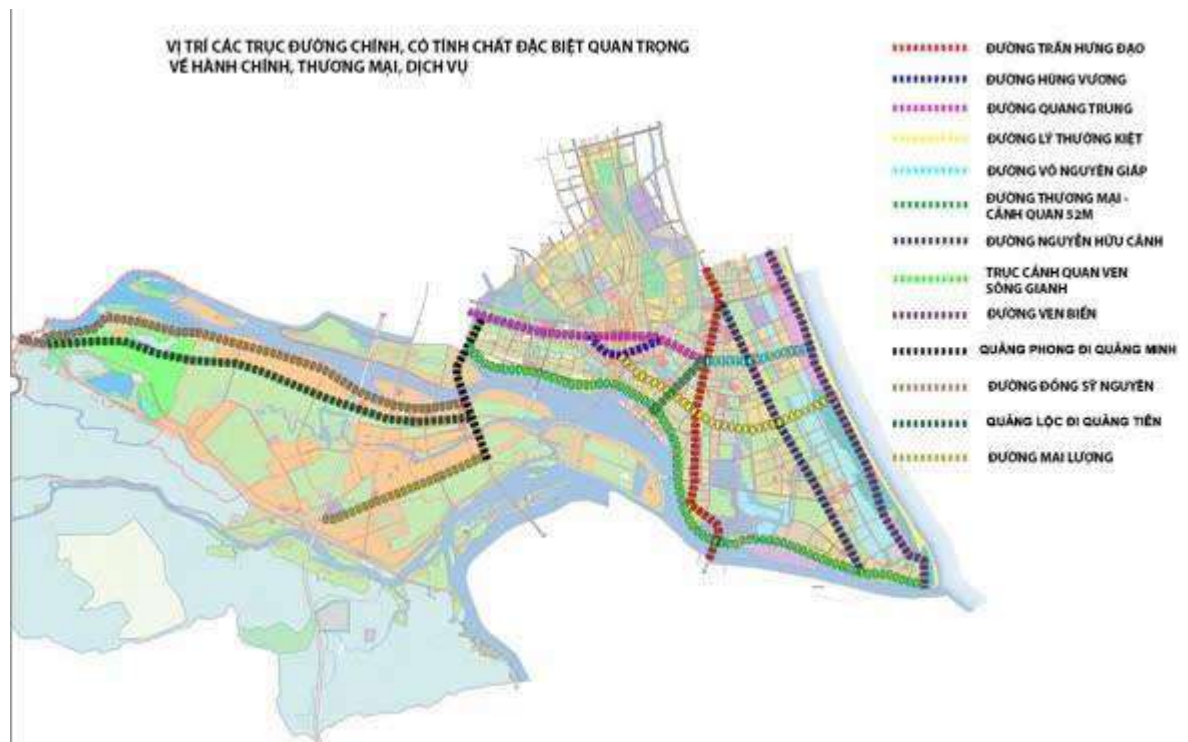 VỊ TRÍ CÁC TRỤC ĐƯỜNG CHÍNH, CÓ TÍNH CHẤT ĐẶC BIỆT QUAN TRỌNG
VỀ HÀNH CHÍNH, THƯƠNG MẠI, DỊCH VỤ
ĐƯỜNG TRẦN HƯNG ĐẠO
ĐƯỜNG HÙNG VƯƠNG
ĐƯỜNG QUANG TRUNG
ĐƯỜNG LÝ THƯỜNG KIỆT
ĐƯỜNG VÕ NGUYÊN GIÁP
ĐƯỜNG THƯƠNG MẠI -
CẢNH QUAN 52M
ĐƯỜNG NGUYỄN HỮU CẢNH
TRỤC CẢNH QUAN VEN
SÔNG GIANH
ĐƯỜNG VEN BIỂN
QUẢNG PHONG ĐI QUẢNG MINH
ĐƯỜNG ĐỒNG SỸ NGUYÊN
QUẢNG LỘC ĐI QUẢNG TIÊN
ĐƯỜNG MAI LƯỢNG